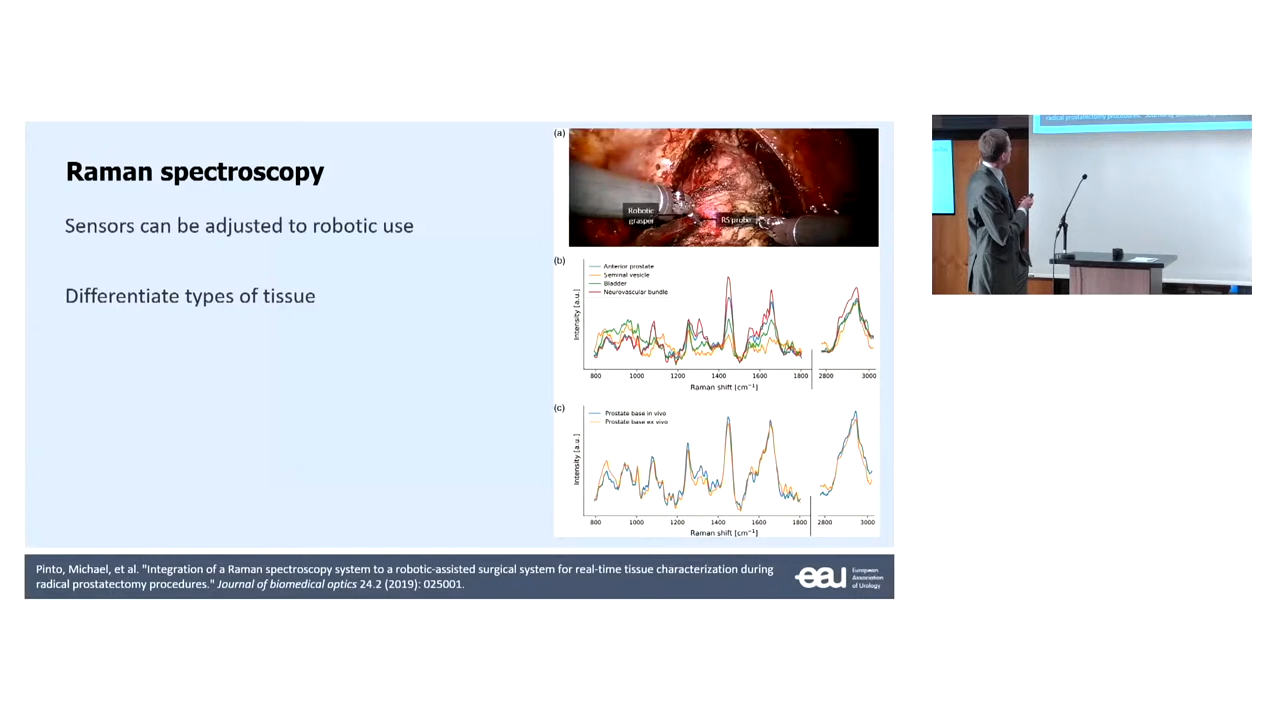 Raman spectroscopy
Sensors can be adjusted to robotic use
Differentiate types of tissue
(a)
Robotic
grasper
RS probe
(b)
Anterior prostate
Seminal vesicle
Bladder
Neurovascular bundle
Intensity [a.u.]
800 1000 1200 1400 1600 1800 2800 3000
Raman shift [cm⁻¹]
(c)
Prostate base in vivo
Prostate base ex vivo
Intensity [a.u.]
800 1000 1200 1400 1600 1800 2800 3000
Raman shift [cm⁻¹]
Pinto, Michael, et al. "Integration of a Raman spectroscopy system to a robotic-assisted surgical system for real-time tissue characterization during
radical prostatectomy procedures." Journal of biomedical optics 24.2 (2019): 025001.
eau
European
Association
of Urology